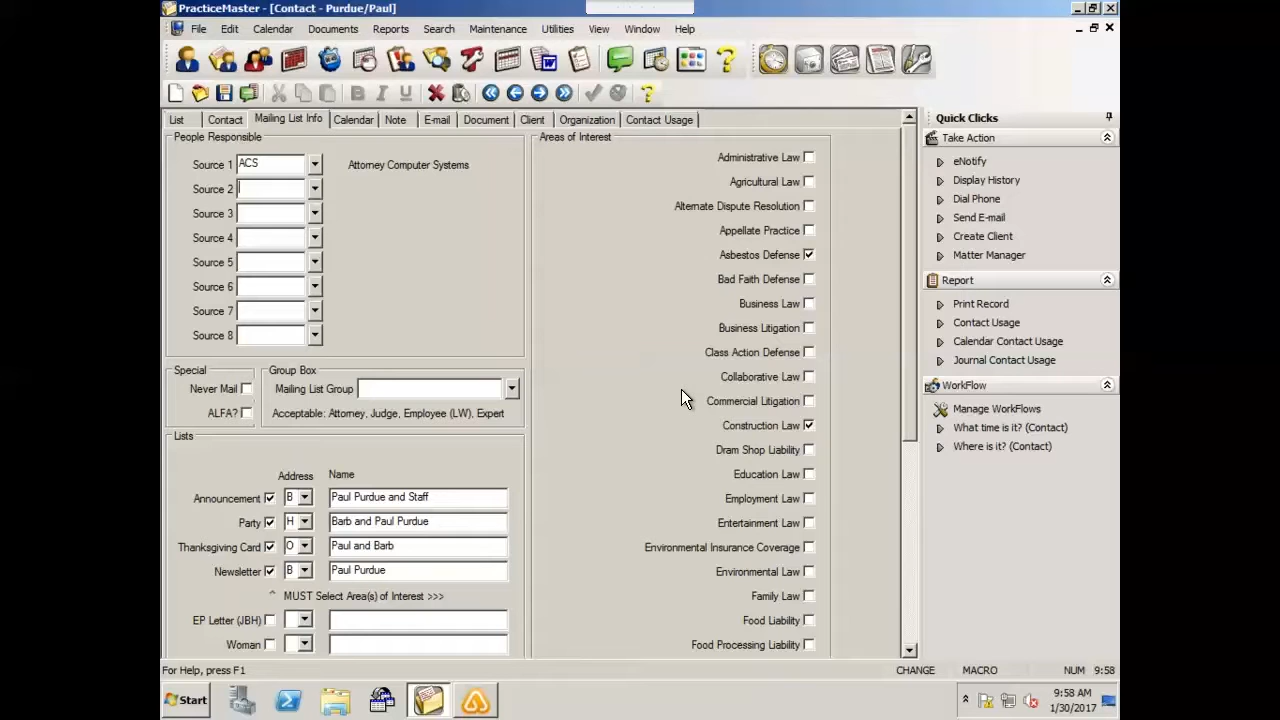 PracticeMaster - [Contact - Purdue/Paul]
File Edit Calendar Documents Reports Search Maintenance Utilities View Window Help
List Contact Mailing List Info Calendar Note E-mail Document Client Organization Contact Usage
People Responsible
Source 1 ACS Attorney Computer Systems
Source 2
Source 3
Source 4
Source 5
Source 6
Source 7
Source 8
Special
Never Mail
ALFA?
Group Box
Mailing List Group
Acceptable: Attorney, Judge, Employee (LW), Expert
Lists
Address Name
Announcement B Paul Purdue and Staff
Party H Barb and Paul Purdue
Thanksgiving Card O Paul and Barb
Newsletter B Paul Purdue
^ MUST Select Area(s) of Interest >>>
EP Letter (JBH)
Woman
Areas of Interest
Administrative Law
Agricultural Law
Alternate Dispute Resolution
Appellate Practice
Asbestos Defense
Bad Faith Defense
Business Law
Business Litigation
Class Action Defense
Collaborative Law
Commercial Litigation
Construction Law
Dram Shop Liability
Education Law
Employment Law
Entertainment Law
Environmental Insurance Coverage
Environmental Law
Family Law
Food Liability
Food Processing Liability
Quick Clicks
Take Action
eNotify
Display History
Dial Phone
Send E-mail
Create Client
Matter Manager
Report
Print Record
Contact Usage
Calendar Contact Usage
Journal Contact Usage
WorkFlow
Manage WorkFlows
What time is it? (Contact)
Where is it? (Contact)
For Help, press F1
CHANGE MACRO NUM 9:58
Start
9:58 AM
1/30/2017